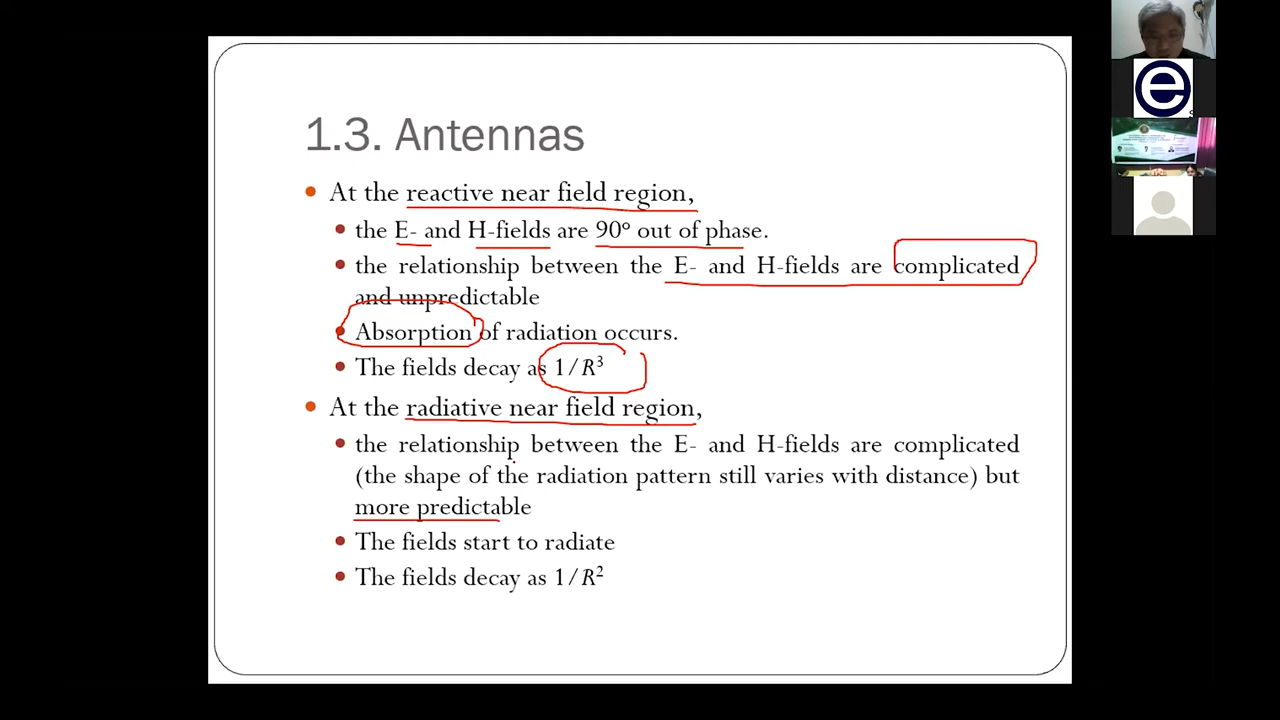 1.3. Antennas
• At the reactive near field region,
• the E- and H-fields are 90° out of phase.
• the relationship between the E- and H-fields are complicated
and unpredictable
• Absorption of radiation occurs.
• The fields decay as 1/R³
• At the radiative near field region,
• the relationship between the E- and H-fields are complicated
(the shape of the radiation pattern still varies with distance) but
more predictable
• The fields start to radiate
• The fields decay as 1/R²
e